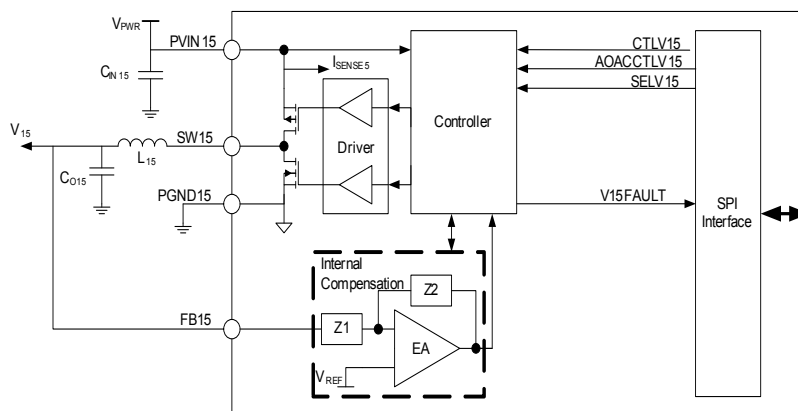 VPWR
PVIN15
CIN15
ISENSE5
CTLV15
AOACCTLV15
SELV15
Controller
V15
SW15
L15
CO15
Driver
PGND15
V15FAULT
SPI
Interface
Internal
Compensation
Z2
FB15
Z1
EA
VREF